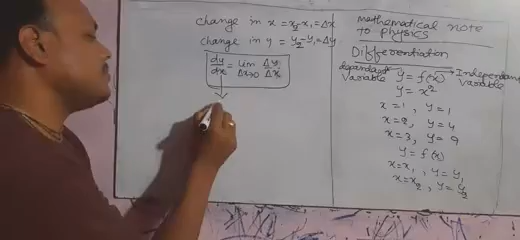 change in x = x₂-x₁ = Δx
change in y = y₂-y₁ = Δy
dy/dx = lim Δx→0 Δy/Δx
mathematical note to physics
Differentiation
dependent variable y = f(x) → Independent variable
y = x²
x = 1, y = 1
x = 2, y = 4
x = 3, y = 9
y = f(x)
x = x₁, y = y₁
x = x₂, y = y₂